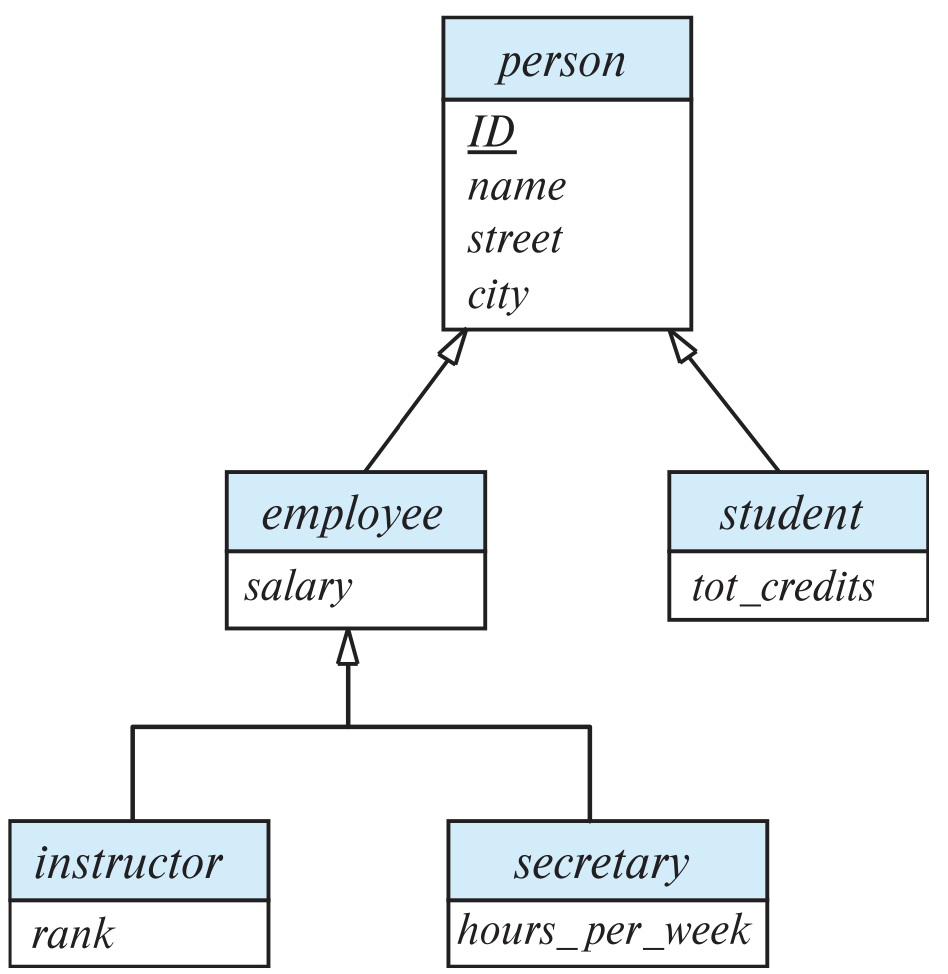 person
ID
name
street
city
employee
salary
student
tot_credits
instructor
rank
secretary
hours_per_week